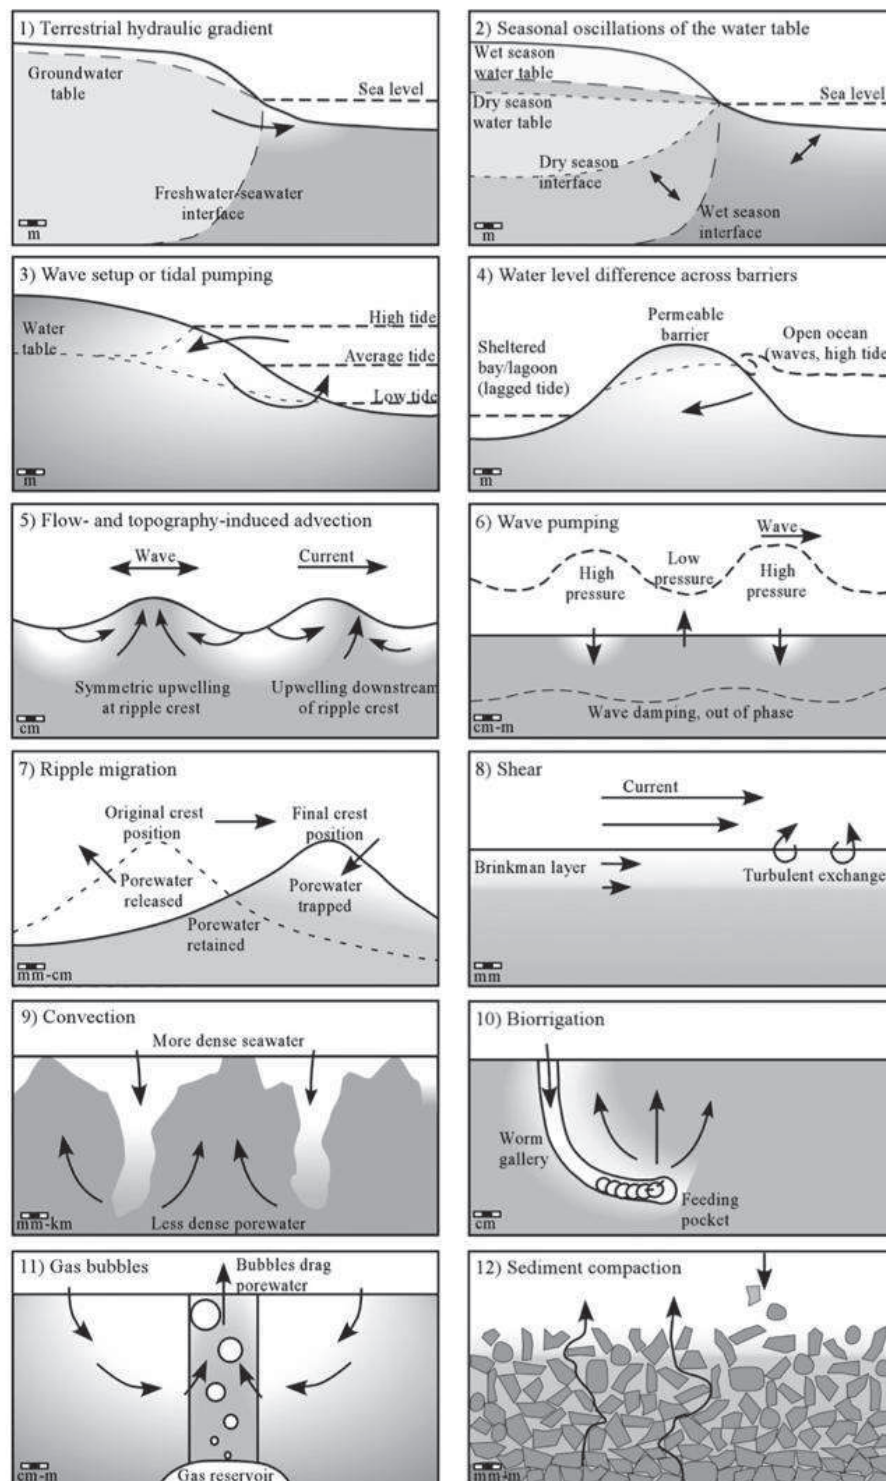 1) Terrestrial hydraulic gradient
Groundwater
table
Sea level
Freshwater-seawater
interface
m
2) Seasonal oscillations of the water table
Wet season
water table
Sea level
Dry season
water table
Dry season
interface
Wet season
interface
m
3) Wave setup or tidal pumping
High tide
Water
table
Average tide
Low tide
m
4) Water level difference across barriers
Permeable
barrier
Open ocean
(waves, high tide
Sheltered
bay/lagoon
(lagged tide)
m
5) Flow- and topography-induced advection
Wave
Current
Symmetric upwelling
at ripple crest
Upwelling downstream
of ripple crest
cm
6) Wave pumping
Wave
High
pressure
Low
pressure
High
pressure
Wave damping, out of phase
cm-m
7) Ripple migration
Original crest
position
Final crest
position
Porewater
released
Porewater
trapped
Porewater
retained
mm-cm
8) Shear
Current
Brinkman layer
Turbulent exchange
mm
9) Convection
More dense seawater
Less dense porewater
mm-km
10) Biorrigation
Worm
gallery
Feeding
pocket
cm
11) Gas bubbles
Bubbles drag
porewater
Gas reservoir
cm-m
12) Sediment compaction
mm-m